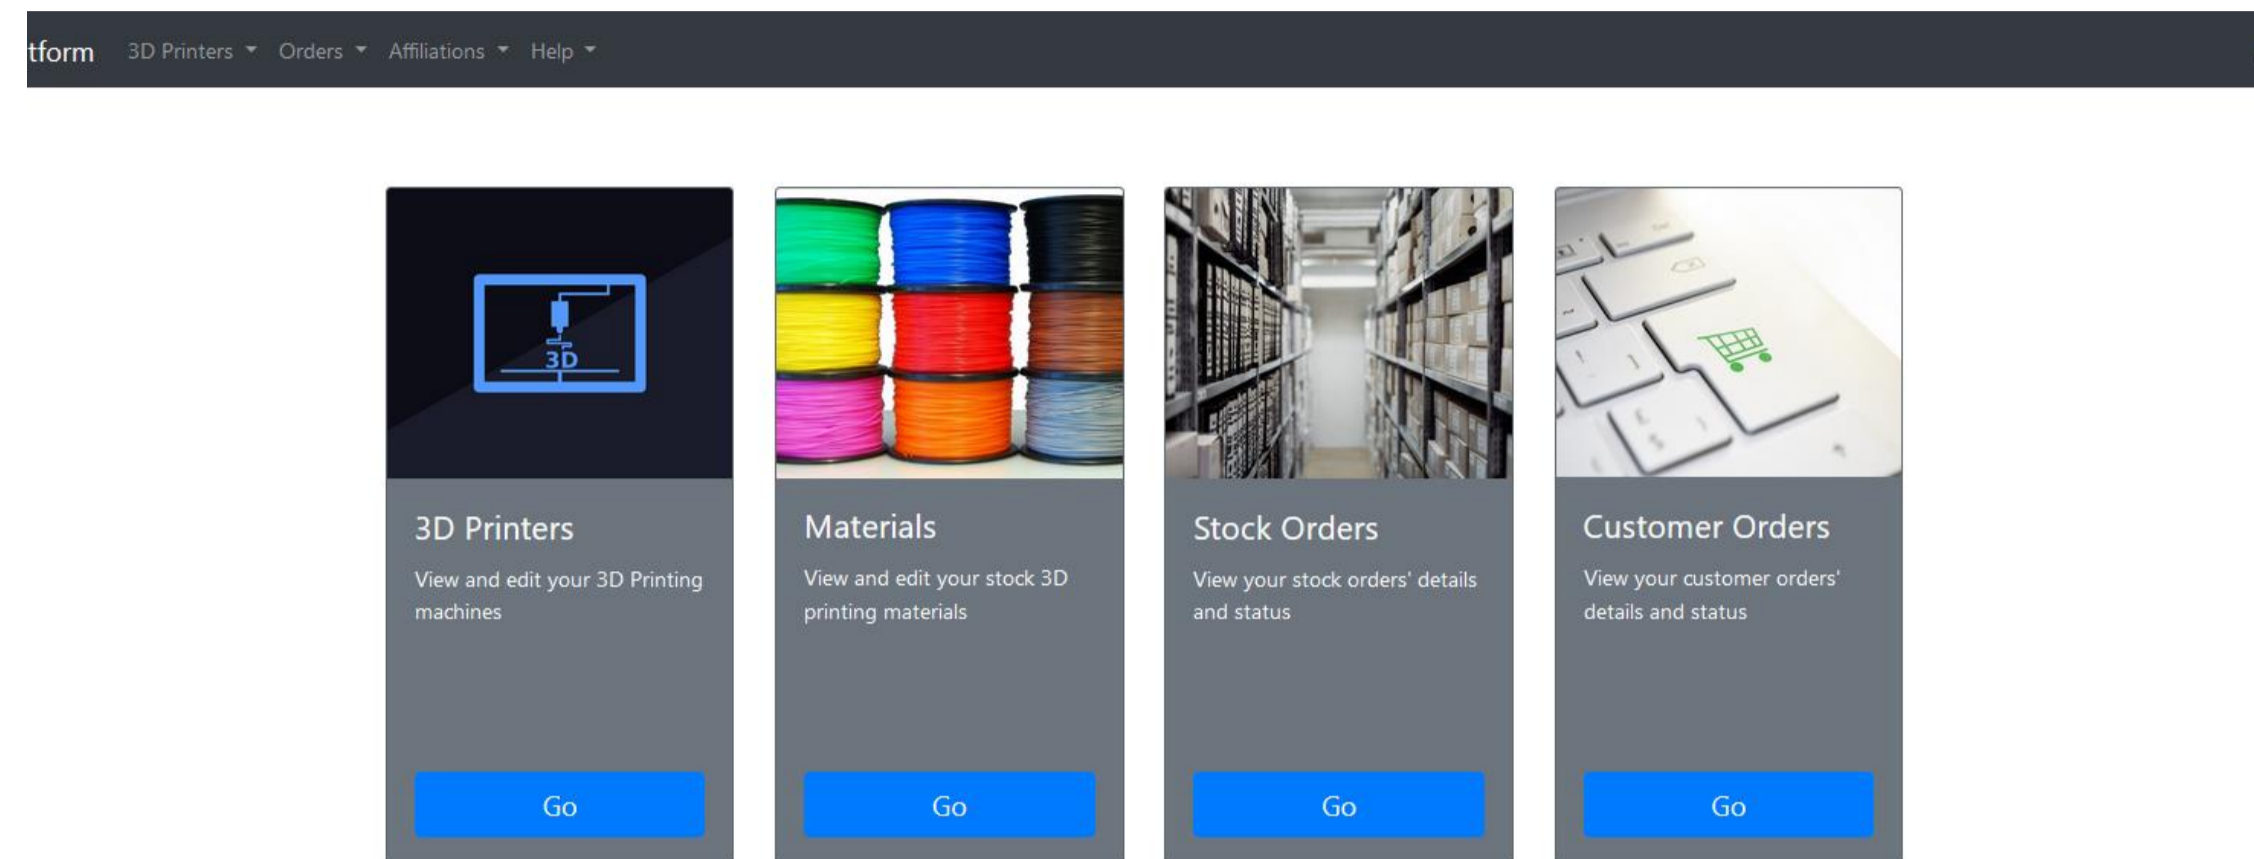 tform 3D Printers Orders Affiliations Help
3D
3D Printers
View and edit your 3D Printing
machines
Go
Materials
View and edit your stock 3D
printing materials
Go
Stock Orders
View your stock orders' details
and status
Go
Customer Orders
View your customer orders'
details and status
Go